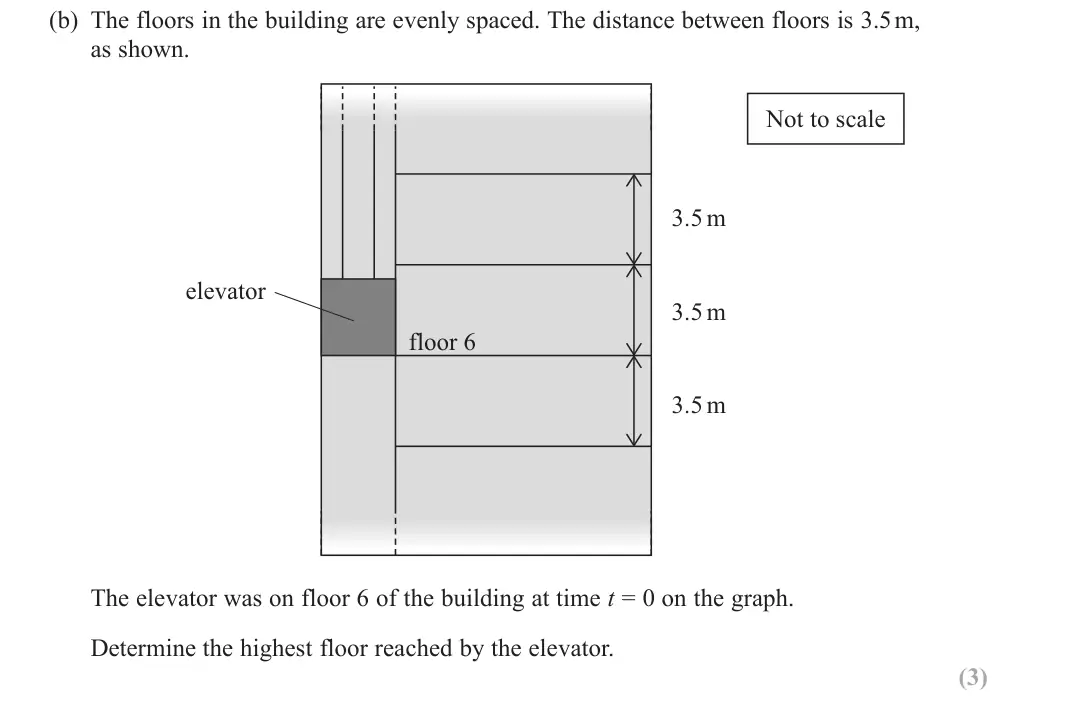 (b) The floors in the building are evenly spaced. The distance between floors is 3.5 m,
as shown.
Not to scale
3.5 m
elevator
3.5 m
floor 6
3.5 m
The elevator was on floor 6 of the building at time t = 0 on the graph.
Determine the highest floor reached by the elevator.
(3)